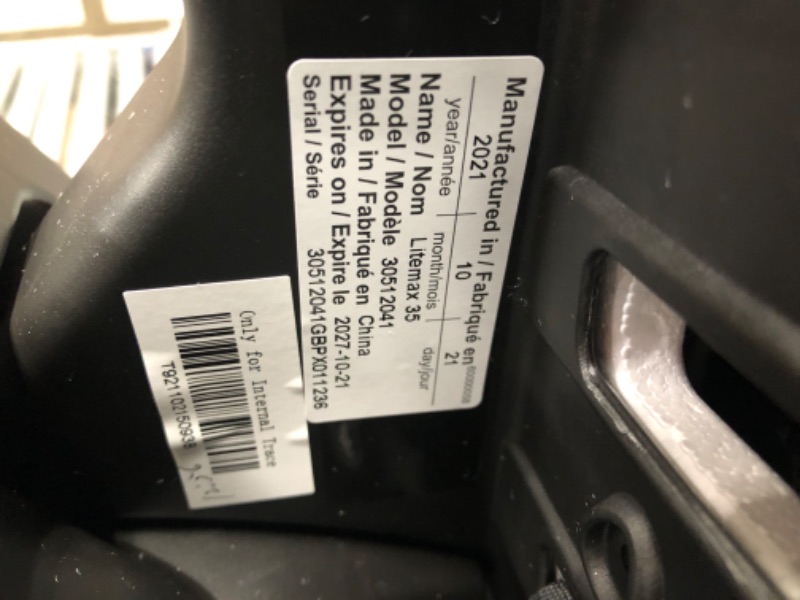 Manufactured in / Fabriqué en
2021 10 21
year/année month/mois day/jour
Name / Nom Litemax 35
Model / Modèle 30512041
Made in / Fabriqué en China
Expires on / Expire le 2027-10-21
Serial / Série 30512041GBPX011236
Only for Internal Trace
T92110215093